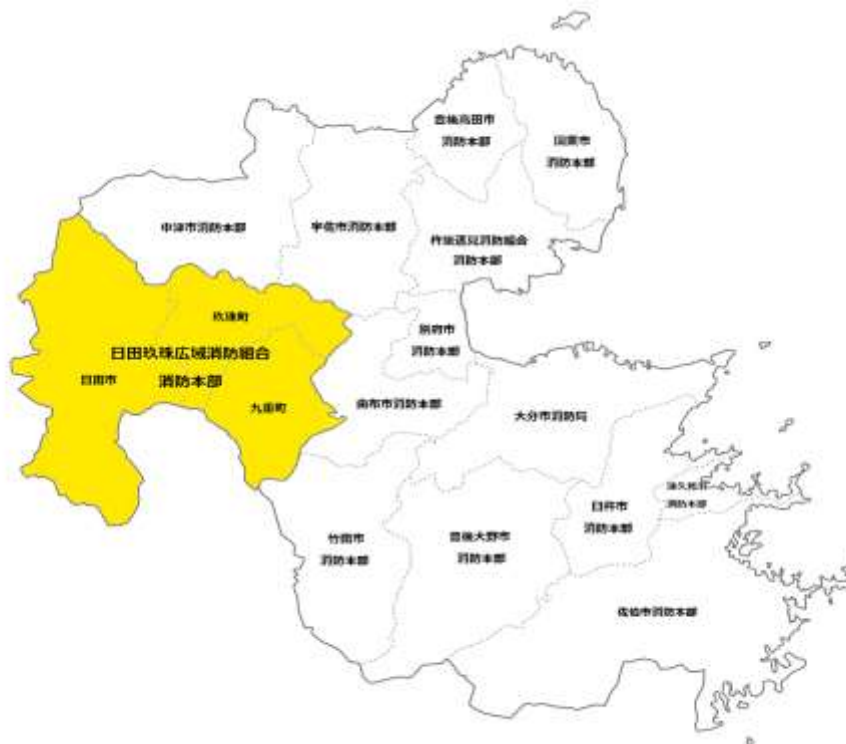 豊後高田市
消防本部
国東市
消防本部
中津市消防本部
宇佐市消防本部
杵築速見消防組合
消防本部
玖珠町
別府市
消防本部
日田玖珠広域消防組合
消防本部
日田市
九重町
由布市消防本部
大分市消防局
津久見市
消防本部
臼杵市
消防本部
竹田市
消防本部
豊後大野市
消防本部
佐伯市消防本部